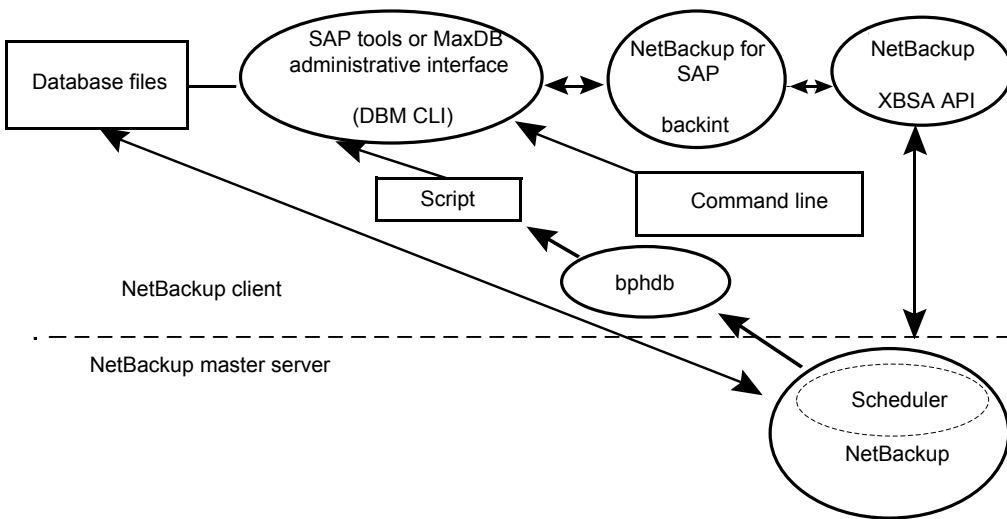 Database files
SAP tools or MaxDB
administrative interface
(DBM CLI)
NetBackup for
SAP
backint
NetBackup
XBSA API
Script
Command line
bphdb
NetBackup client
NetBackup master server
Scheduler
NetBackup